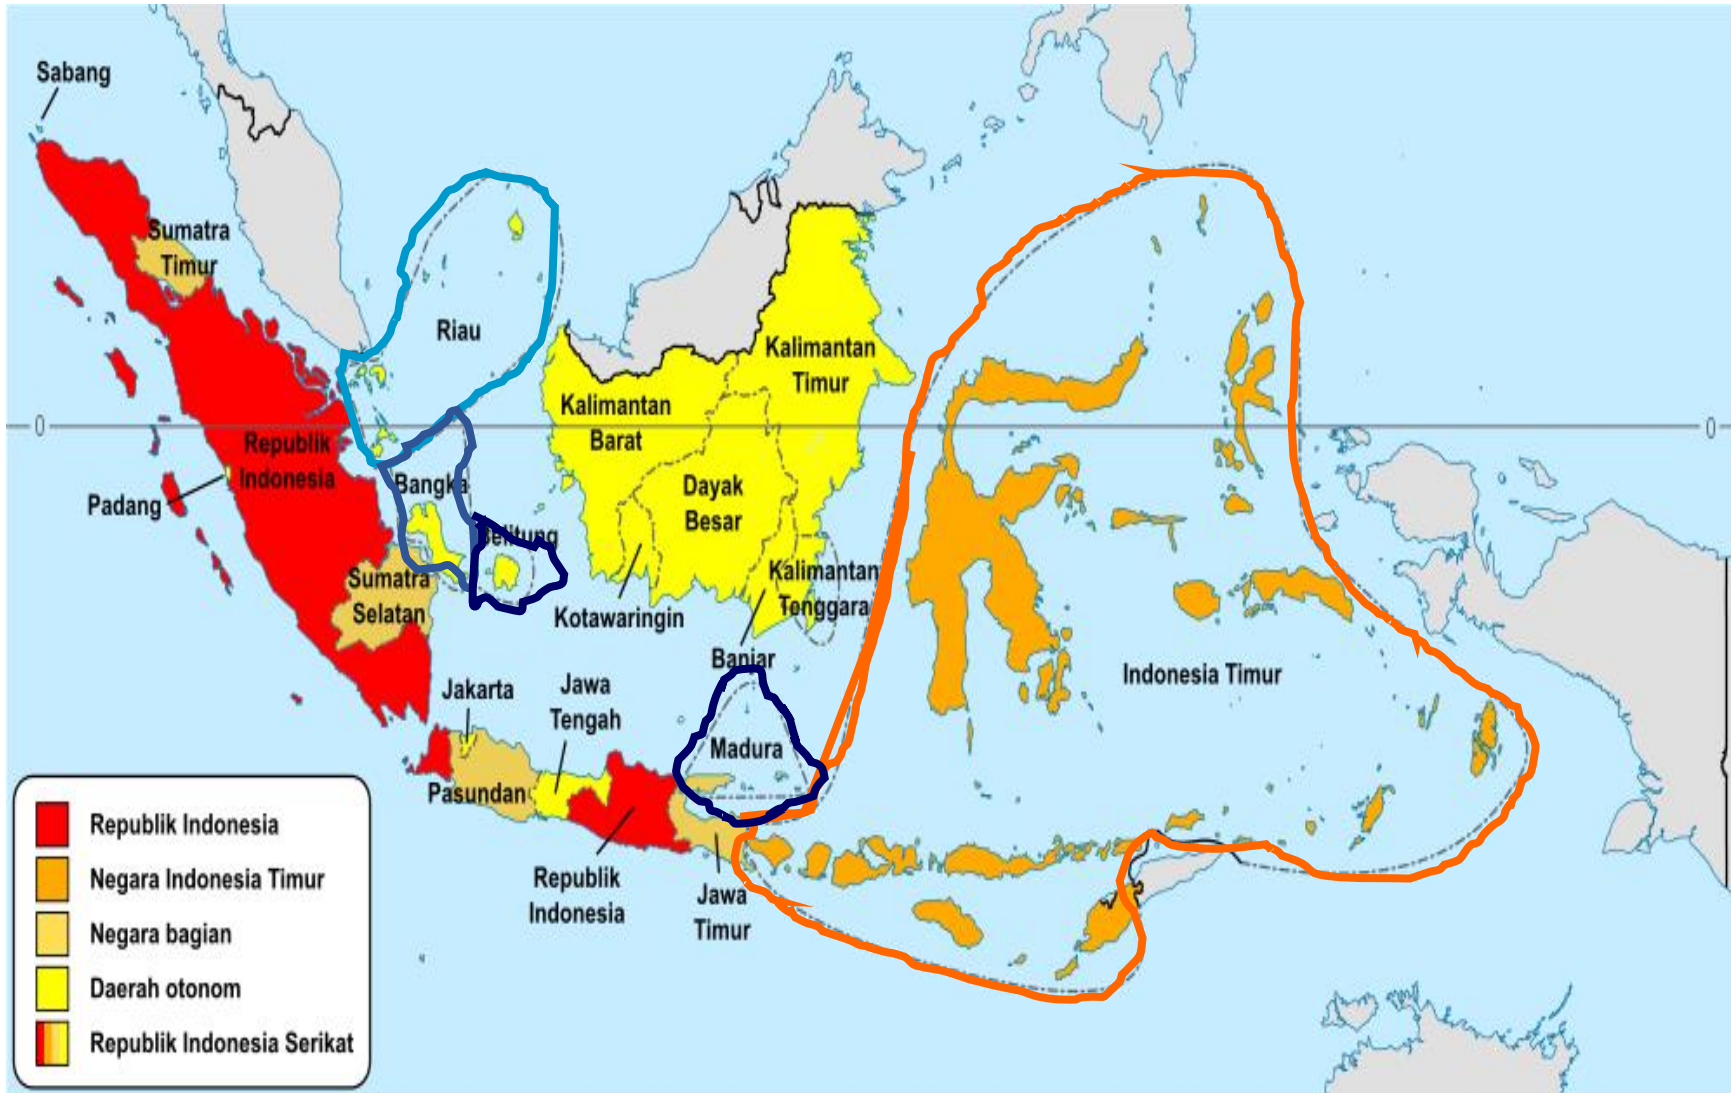 Sabang
Sumatra
Timur
Riau
Kalimantan
Timur
Kalimantan
Barat
0
0
Republik
Indonesia
Padang
Bangka
Dayak
Besar
Belitung
Sumatra
Selatan
Kalimantan
Tenggara
Kotawaringin
Banjar
Indonesia Timur
Jakarta
Jawa
Tengah
Madura
Pasundan
Republik
Indonesia
Jawa
Timur
Republik Indonesia
Negara Indonesia Timur
Negara bagian
Daerah otonom
Republik Indonesia Serikat